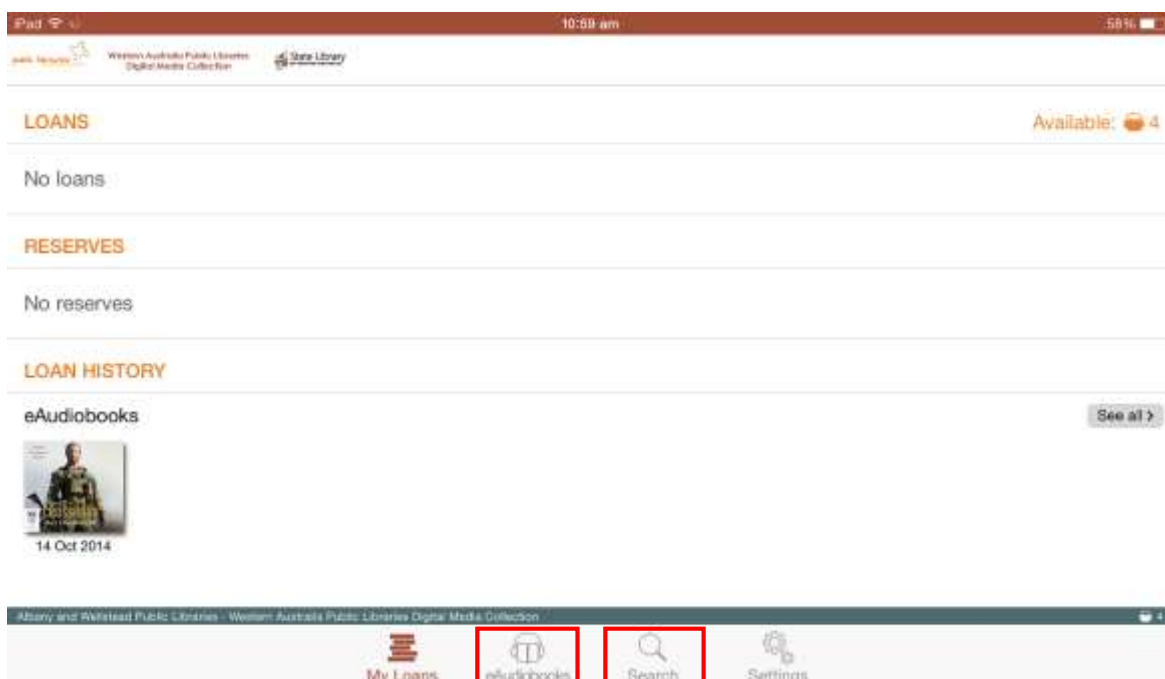 iPad 10:59 am 58%
public libraries Western Australia Public Libraries State Library
Digital Media Collection
LOANS Available: 4
No loans
RESERVES
No reserves
LOAN HISTORY
eAudiobooks See all >
14 Oct 2014
Albany and Wellstead Public Libraries - Western Australia Public Libraries Digital Media Collection 4
My Loans eAudiobooks Search Settings